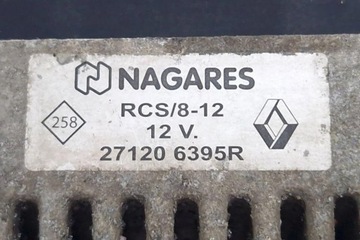 NAGARES
RCS/8-12
258
12 V.
27120 6395R